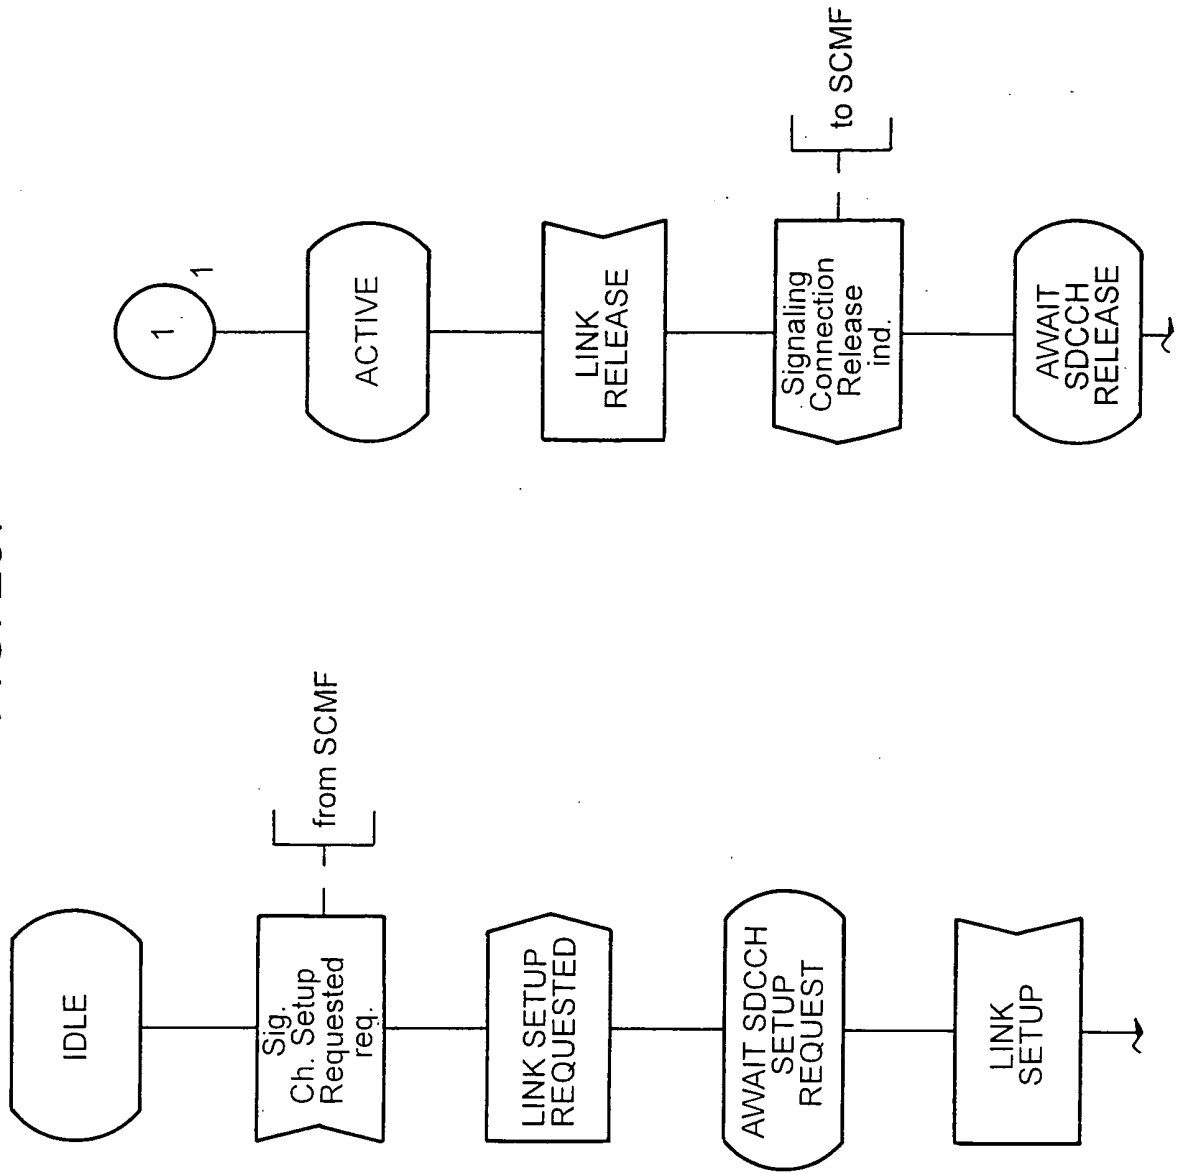 IDLE
Sig.
Ch. Setup
Requested
req.
from SCMF
LINK SETUP
REQUESTED
AWAIT SDCCH
SETUP
REQUEST
LINK
SETUP
1
1
ACTIVE
LINK
RELEASE
Signaling
Connection
Release
ind.
to SCMF
AWAIT
SDCCH
RELEASE